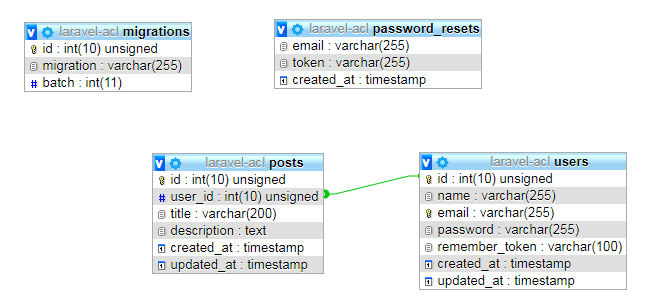 laravel-acl migrations
id : int(10) unsigned
migration : varchar(255)
# batch : int(11)
laravel-acl password_resets
email : varchar(255)
token : varchar(255)
created_at : timestamp
laravel-acl posts
id : int(10) unsigned
# user_id : int(10) unsigned
title : varchar(200)
description : text
created_at : timestamp
updated_at : timestamp
laravel-acl users
id : int(10) unsigned
name : varchar(255)
email : varchar(255)
password : varchar(255)
remember_token : varchar(100)
created_at : timestamp
updated_at : timestamp